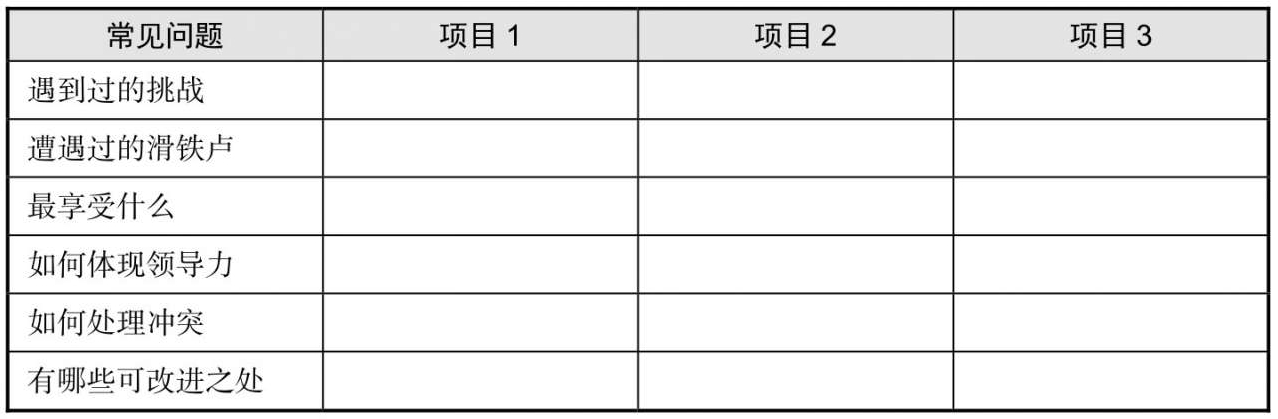 常见问题 项目 1 项目 2 项目 3
遇到过的挑战
遭遇过的滑铁卢
最享受什么
如何体现领导力
如何处理冲突
有哪些可改进之处